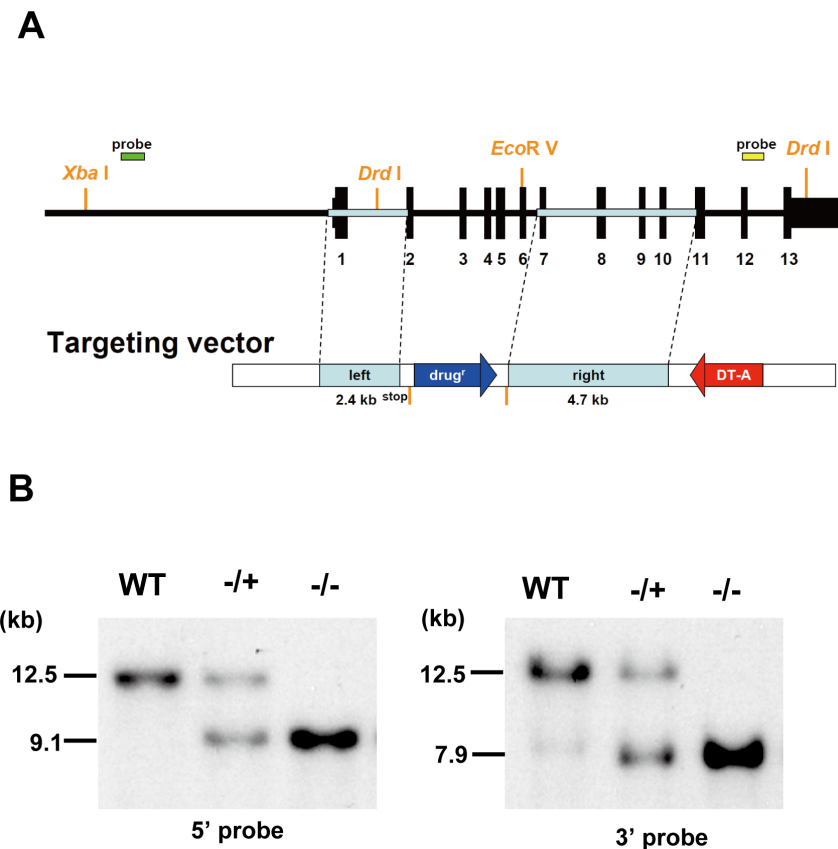 A
probe
probe
Xba I
Drd I
EcoR V
Drd I
1 2 3 4 5 6 7 8 9 10 11 12 13
Targeting vector
left
drugʳ
right
DT-A
2.4 kb
stop
4.7 kb
B
WT -/+ -/-
(kb)
12.5
9.1
5’ probe
WT -/+ -/-
(kb)
12.5
7.9
3’ probe